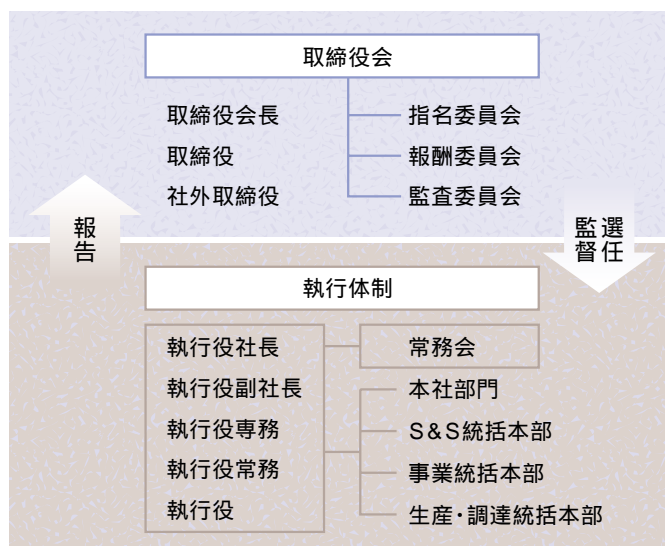 取締役会
取締役会長
取締役
社外取締役
指名委員会
報酬委員会
監査委員会
報告
選任
監督
執行体制
執行役社長
執行役副社長
執行役専務
執行役常務
執行役
常務会
本社部門
S&S統括本部
事業統括本部
生産・調達統括本部